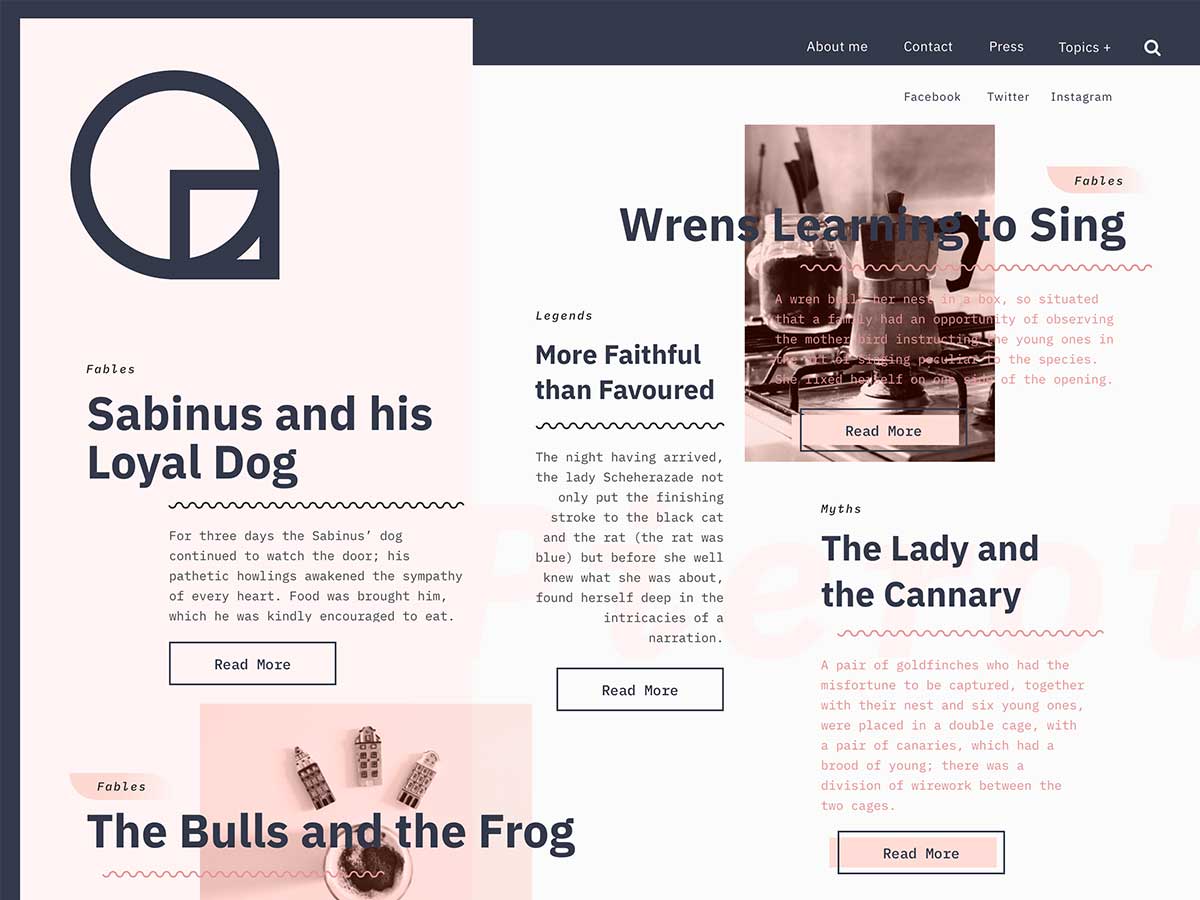 About me Contact Press Topics +
Facebook Twitter Instagram
Fables
Sabinus and his
Loyal Dog
For three days the Sabinus’ dog
continued to watch the door; his
pathetic howlings awakened the sympathy
of every heart. Food was brought him,
which he was kindly encouraged to eat.
Read More
Fables
The Bulls and the Frog
Legends
More Faithful
than Favoured
The night having arrived,
the lady Scheherazade not
only put the finishing
stroke to the black cat
and the rat (the rat was
blue) but before she well
knew what she was about,
found herself deep in the
intricacies of a
narration.
Read More
Fables
Wrens Learning to Sing
A wren built her nest in a box, so situated
that a family had an opportunity of observing
the mother bird instructing the young ones in
the art of singing peculiar to the species.
She fixed herself on one side of the opening.
Read More
Myths
The Lady and
the Cannary
A pair of goldfinches who had the
misfortune to be captured, together
with their nest and six young ones,
were placed in a double cage, with
a pair of canaries, which had a
brood of young; there was a
division of wirework between the
two cages.
Read More